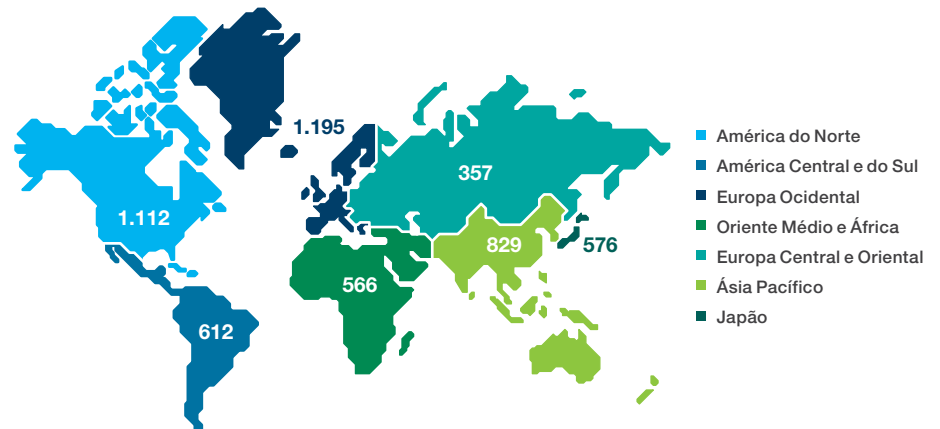 1.195
357
1.112
829
576
566
612
América do Norte
América Central e do Sul
Europa Ocidental
Oriente Médio e África
Europa Central e Oriental
Ásia Pacífico
Japão